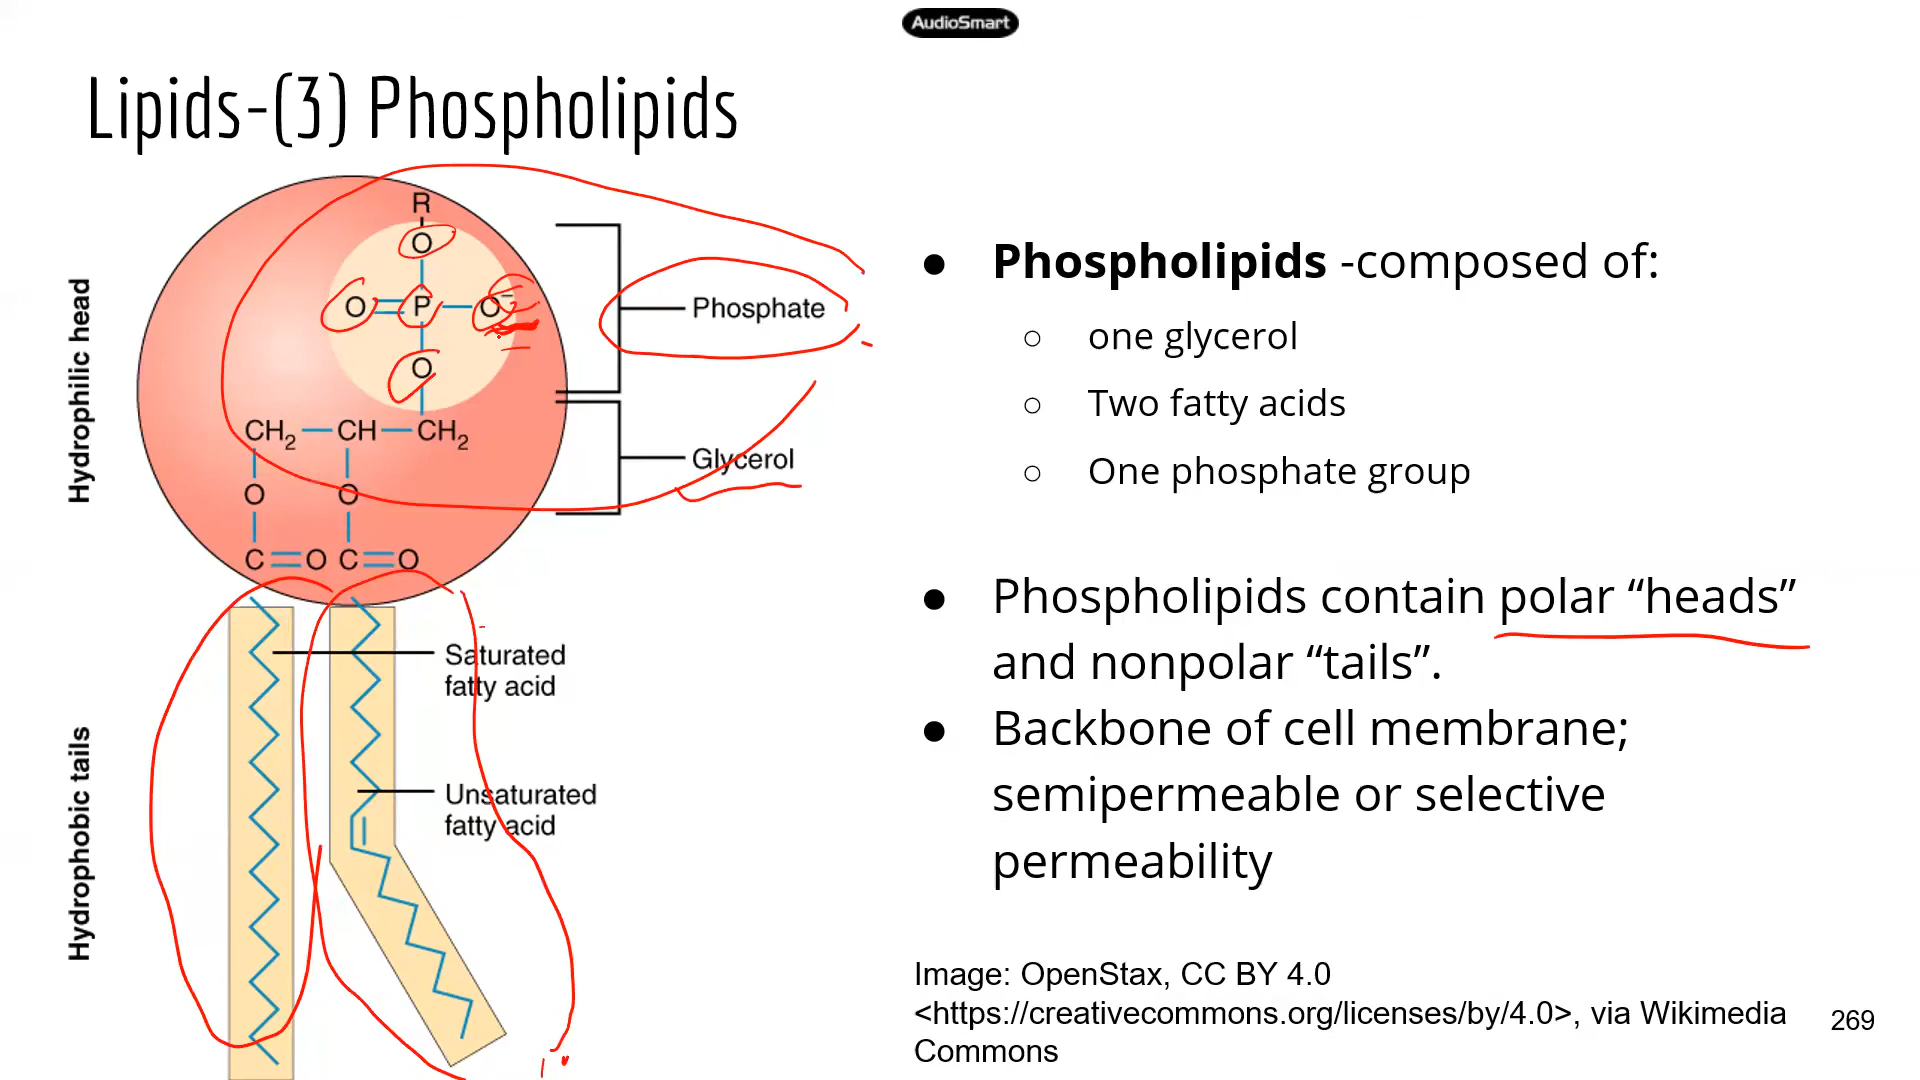 AudioSmart
Lipids-(3) Phospholipids
Hydrophilic head
R
O
O=P-O⁻
O
CH₂-CH-CH₂
O O
C=O C=O
Phosphate
Glycerol
Hydrophobic tails
Saturated
fatty acid
Unsaturated
fatty acid
● Phospholipids -composed of:
○ one glycerol
○ Two fatty acids
○ One phosphate group
● Phospholipids contain polar “heads”
and nonpolar “tails”.
● Backbone of cell membrane;
semipermeable or selective
permeability
Image: OpenStax, CC BY 4.0
<https://creativecommons.org/licenses/by/4.0>, via Wikimedia
Commons
269